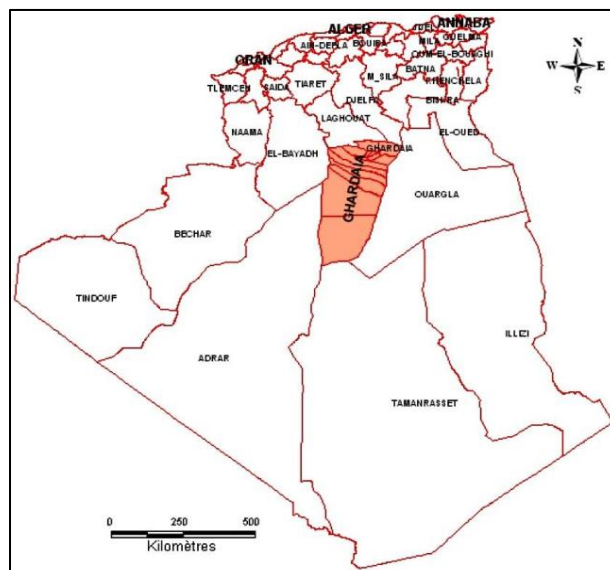 ALGER
ANNABA
JIJEL
MILA
GUELMA
AIN-DEFLA
BOUIRA
OUM-EL-BOUAGHI
ORAN
BATNA
KHENCHELA
M_SILA
TIARET
SAIDA
TLEMCEN
DJELFA
BISKRA
LAGHOUAT
NAAMA
EL-OUED
EL-BAYADH
GHARDAIA
GHARDAIA
OUARGLA
BECHAR
TINDOUF
ILLIZI
ADRAR
TAMANRASSET
N
W
E
S
0 250 500
Kilomètres